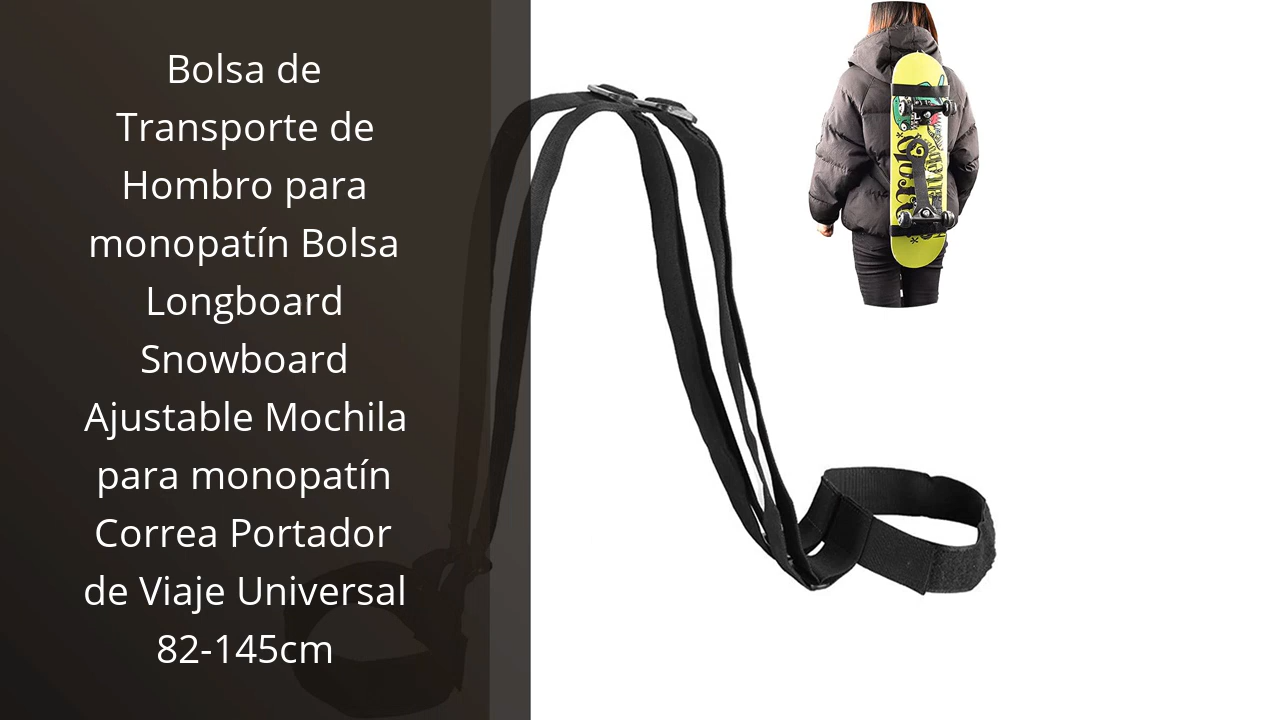 Bolsa de
Transporte de
Hombro para
monopatín Bolsa
Longboard
Snowboard
Ajustable Mochila
para monopatín
Correa Portador
de Viaje Universal
82-145cm